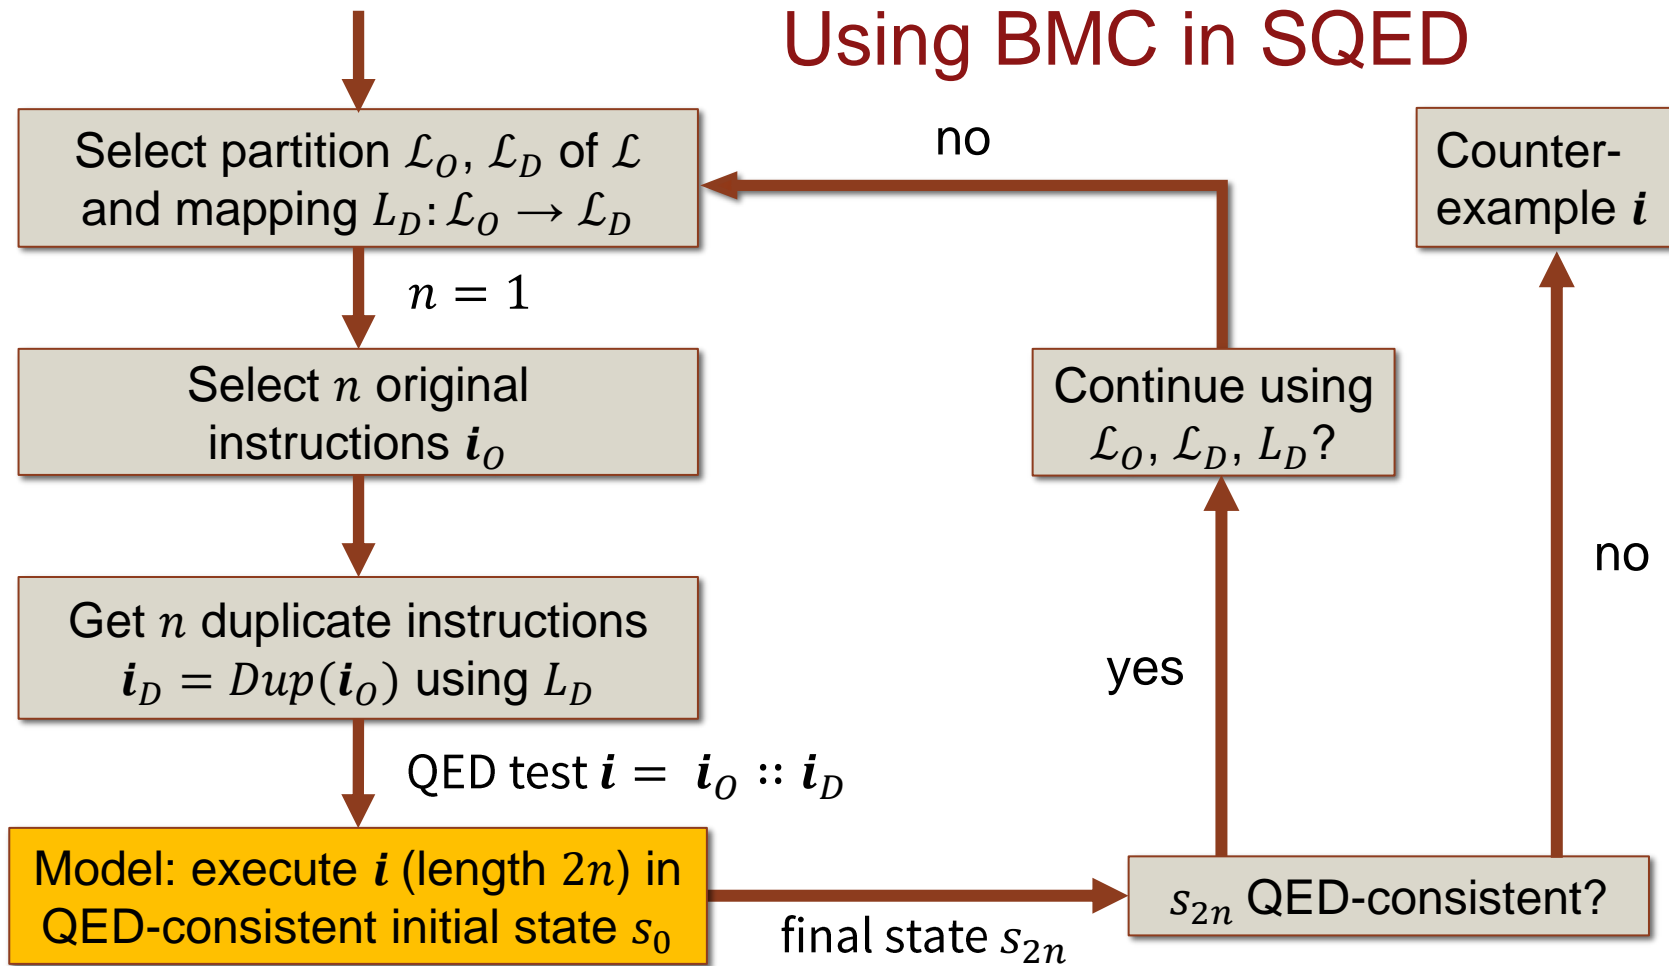 Using BMC in SQED
Select partition ℒ_O, ℒ_D of ℒ
and mapping L_D: ℒ_O → ℒ_D
n = 1
Select n original
instructions i_O
Get n duplicate instructions
i_D = Dup(i_O) using L_D
QED test i = i_O :: i_D
Model: execute i (length 2n) in
QED-consistent initial state s_0
final state s_2n
s_2n QED-consistent?
yes
Continue using
ℒ_O, ℒ_D, L_D?
no
no
Counter-
example i